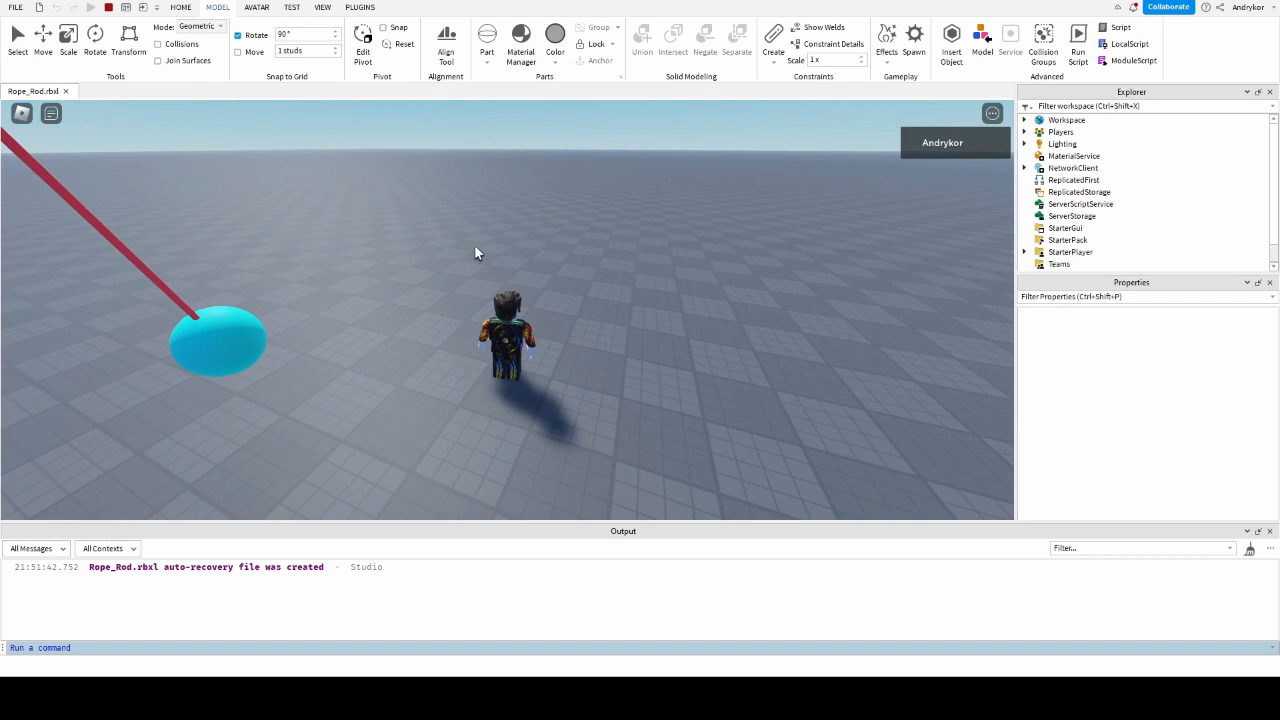 FILE HOME MODEL AVATAR TEST VIEW PLUGINS Collaborate Andrykor
Mode: Geometric Rotate 90° Snap Show Welds Script
Collisions Move 1 studs Reset Group Constraint Details LocalScript
Join Surfaces Lock Scale 1 x ModuleScript
Anchor
Select Move Scale Rotate Transform Edit Pivot Align Tool Part Material Manager Color Union Intersect Negate Separate Create Effects Spawn Insert Object Model Service Collision Groups Run Script
Tools Snap to Grid Pivot Alignment Parts Solid Modeling Constraints Gameplay Advanced
Rope_Rod.rbxl
Andrykor
Explorer
Filter workspace (Ctrl+Shift+X)
Workspace
Players
Lighting
MaterialService
NetworkClient
ReplicatedFirst
ReplicatedStorage
ServerScriptService
ServerStorage
StarterGui
StarterPack
StarterPlayer
Teams
Properties
Filter Properties (Ctrl+Shift+P)
Output
All Messages All Contexts Filter...
21:51:42.752 Rope_Rod.rbxl auto-recovery file was created - Studio
Run a command